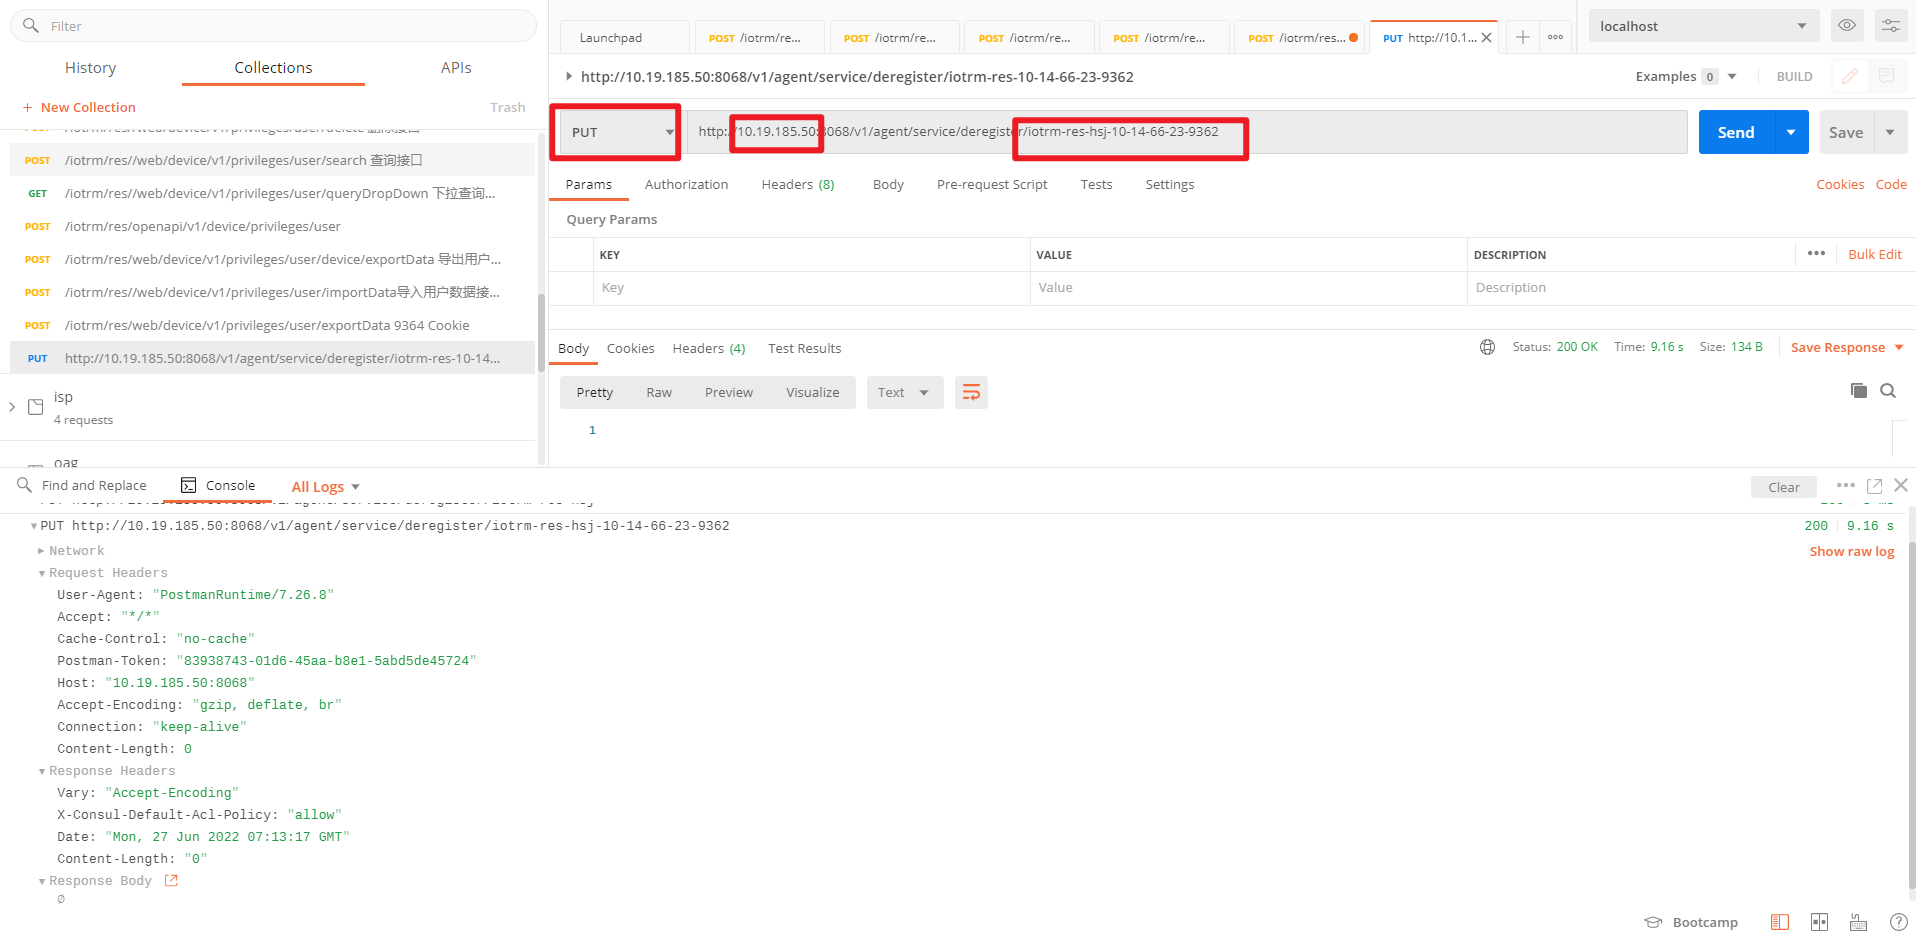 Filter
History
Collections
APIs
+ New Collection
Trash
/iotrm/res//web/device/v1/privileges/user/delete 删除接口
POST /iotrm/res//web/device/v1/privileges/user/search 查询接口
GET /iotrm/res//web/device/v1/privileges/user/queryDropDown 下拉查询...
POST /iotrm/res/openapi/v1/device/privileges/user
POST /iotrm/res/web/device/v1/privileges/user/device/exportData 导出用户...
POST /iotrm/res//web/device/v1/privileges/user/importData导入用户数据接...
POST /iotrm/res/web/device/v1/privileges/user/exportData 9364 Cookie
PUT http://10.19.185.50:8068/v1/agent/service/deregister/iotrm-res-10-14...
isp
4 requests
oag
Launchpad
POST /iotrm/re...
POST /iotrm/re...
POST /iotrm/re...
POST /iotrm/re...
POST /iotrm/res...
PUT http://10.1...
localhost
http://10.19.185.50:8068/v1/agent/service/deregister/iotrm-res-10-14-66-23-9362
Examples 0
BUILD
PUT
http://10.19.185.50:8068/v1/agent/service/deregister/iotrm-res-hsj-10-14-66-23-9362
Send
Save
Params
Authorization
Headers (8)
Body
Pre-request Script
Tests
Settings
Cookies
Code
Query Params
KEY
VALUE
DESCRIPTION
Bulk Edit
Key
Value
Description
Body
Cookies
Headers (4)
Test Results
Status: 200 OK
Time: 9.16 s
Size: 134 B
Save Response
Pretty
Raw
Preview
Visualize
Text
1
Find and Replace
Console
All Logs
Clear
PUT http://10.19.185.50:8068/v1/agent/service/deregister/iotrm-res-hsj-10-14-66-23-9362
200
9.16 s
Network
Show raw log
Request Headers
User-Agent: "PostmanRuntime/7.26.8"
Accept: "*/*"
Cache-Control: "no-cache"
Postman-Token: "83938743-01d6-45aa-b8e1-5abd5de45724"
Host: "10.19.185.50:8068"
Accept-Encoding: "gzip, deflate, br"
Connection: "keep-alive"
Content-Length: 0
Response Headers
Vary: "Accept-Encoding"
X-Consul-Default-Acl-Policy: "allow"
Date: "Mon, 27 Jun 2022 07:13:17 GMT"
Content-Length: "0"
Response Body
Ø
Bootcamp